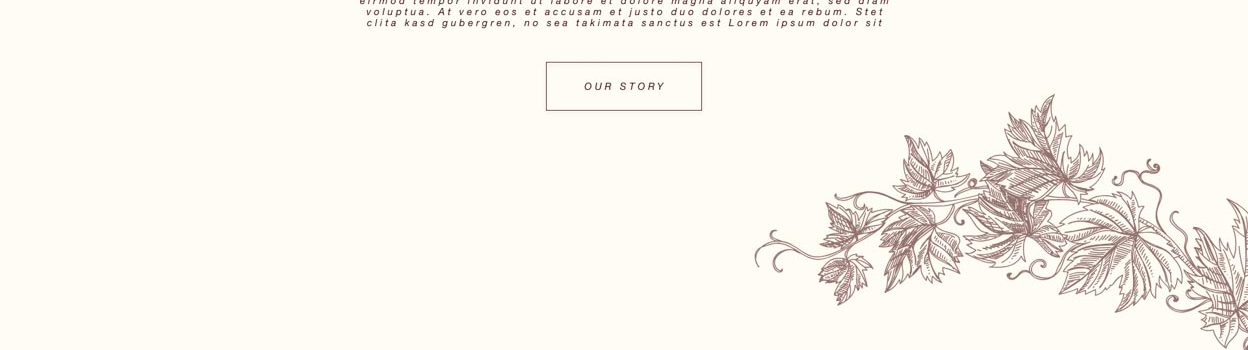 eirmod tempor invidunt ut labore et dolore magna aliquyam erat, sed diam
voluptua. At vero eos et accusam et justo duo dolores et ea rebum. Stet
clita kasd gubergren, no sea takimata sanctus est Lorem ipsum dolor sit
OUR STORY